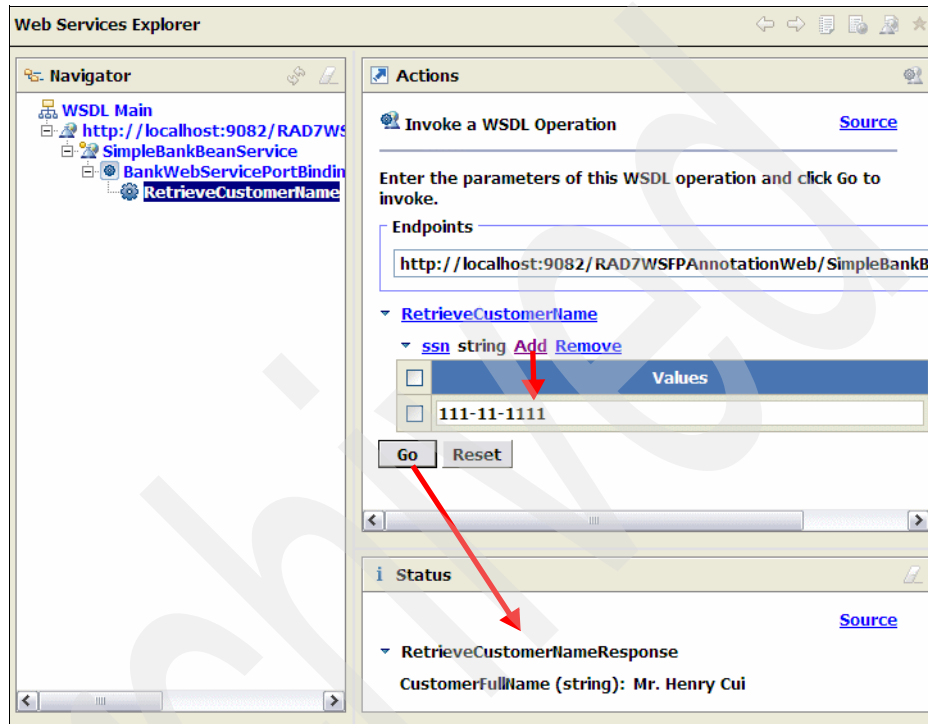 Web Services Explorer
Navigator
WSDL Main
http://localhost:9082/RAD7WS
SimpleBankBeanService
BankWebServicePortBindin
RetrieveCustomerName
Actions
Invoke a WSDL Operation
Source
Enter the parameters of this WSDL operation and click Go to
invoke.
Endpoints
http://localhost:9082/RAD7WSFPAnnotationWeb/SimpleBankB
RetrieveCustomerName
ssn string Add Remove
Values
111-11-1111
Go Reset
i Status
Source
RetrieveCustomerNameResponse
CustomerFullName (string): Mr. Henry Cui